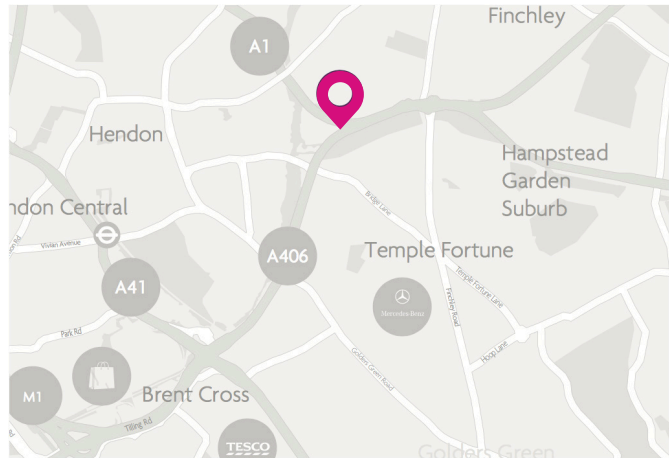 Finchley
A1
Hendon
Hampstead
Garden
Suburb
ndon Central
Bridge Lane
Vivian Avenue
on Rd
A406
Temple Fortune
Temple Fortune Lane
A41
Mercedes-Benz
Finchley Road
Park Rd
Hoop Lane
Golders Green Road
M1
Brent Cross
Tilling Rd
TESCO
Golders Green